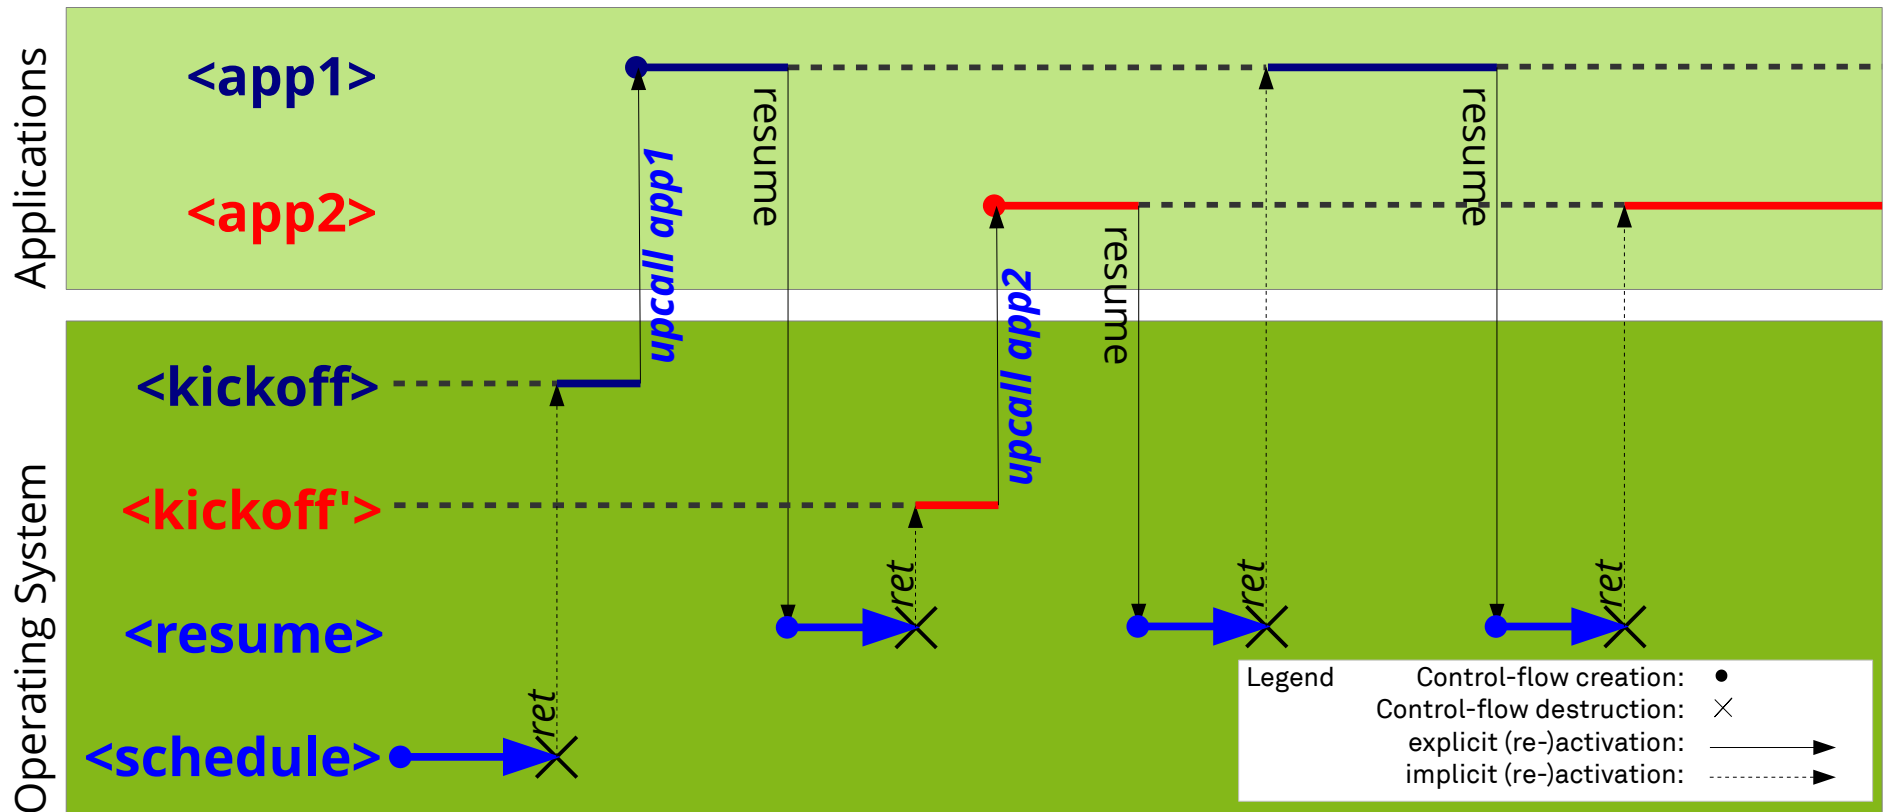 Applications
<app1>
resume
resume
upcall app1
<app2>
resume
upcall app2
Operating System
<kickoff>
<kickoff'>
ret
ret
ret
<resume>
ret
<schedule>
Legend
Control-flow creation:
Control-flow destruction:
explicit (re-)activation:
implicit (re-)activation: